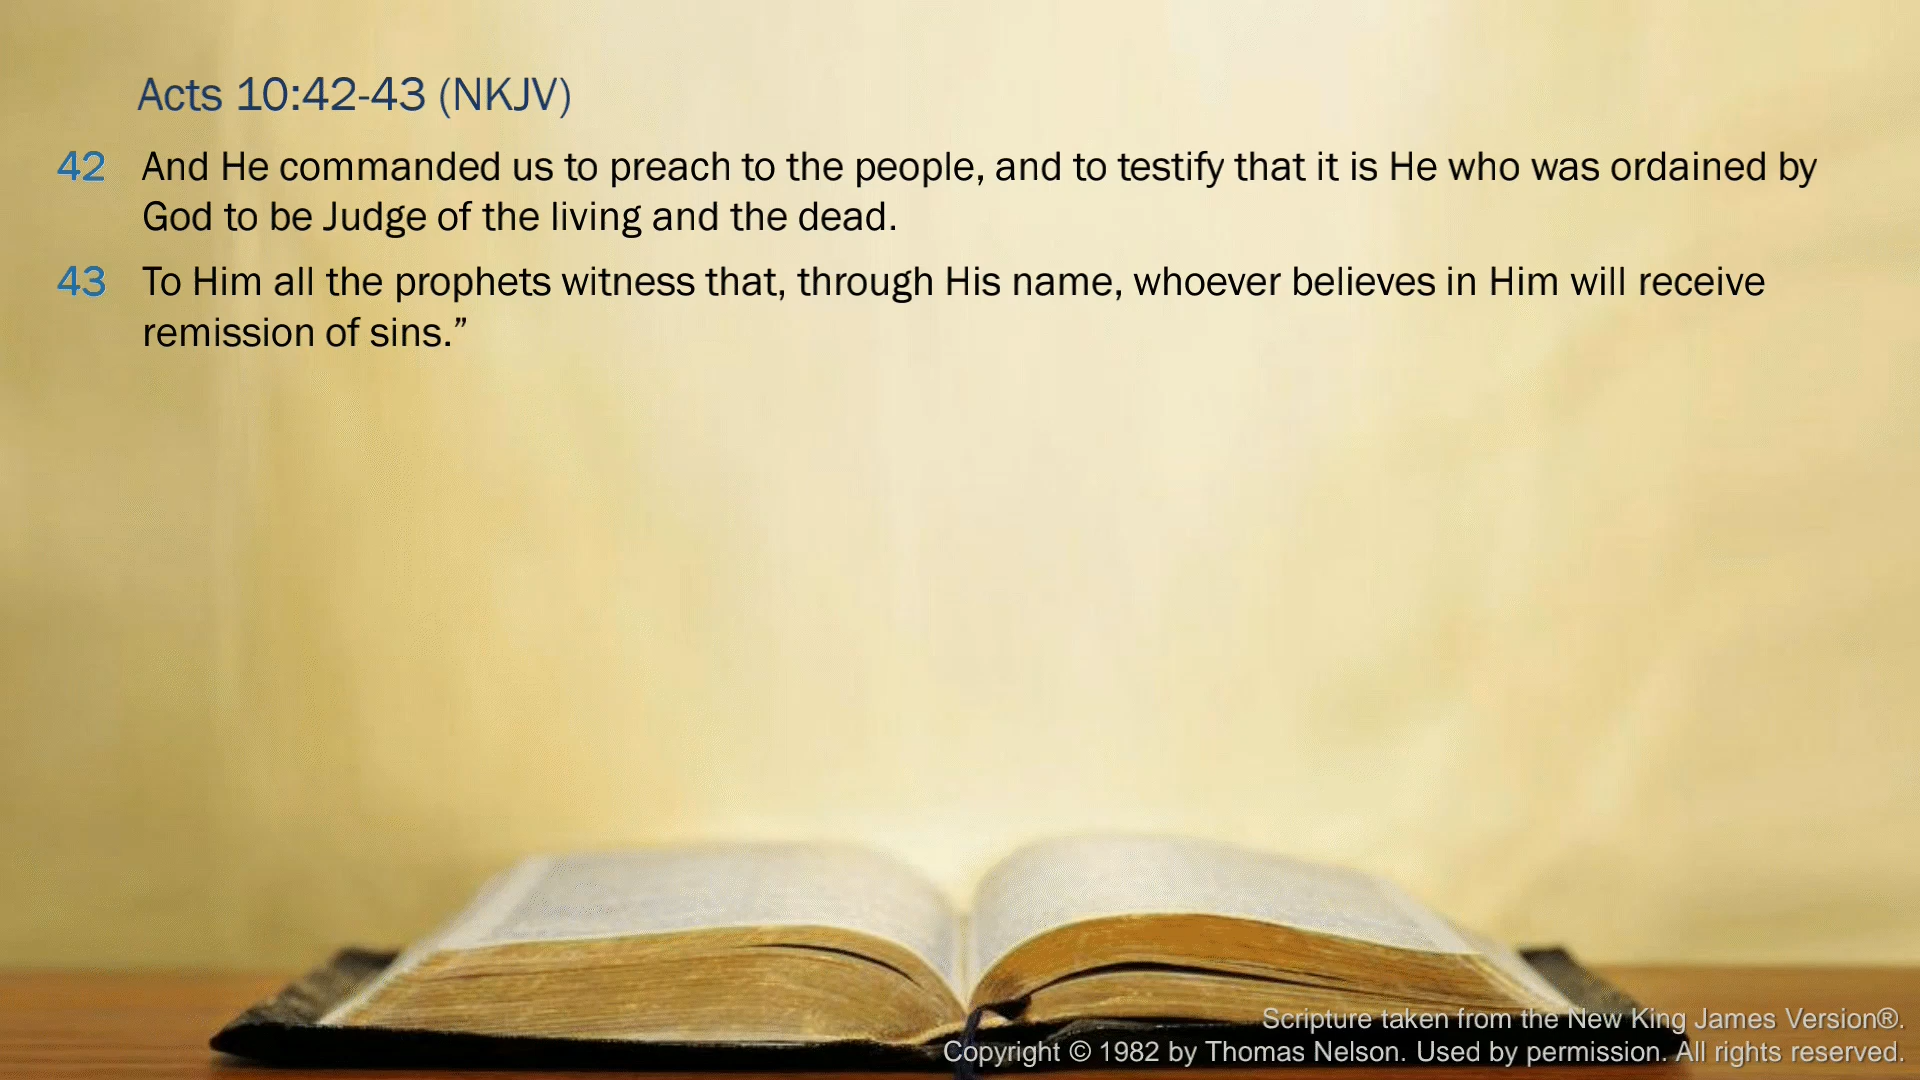 Acts 10:42-43 (NKJV)
42 And He commanded us to preach to the people, and to testify that it is He who was ordained by
God to be Judge of the living and the dead.
43 To Him all the prophets witness that, through His name, whoever believes in Him will receive
remission of sins.”
Scripture taken from the New King James Version®.
Copyright © 1982 by Thomas Nelson. Used by permission. All rights reserved.